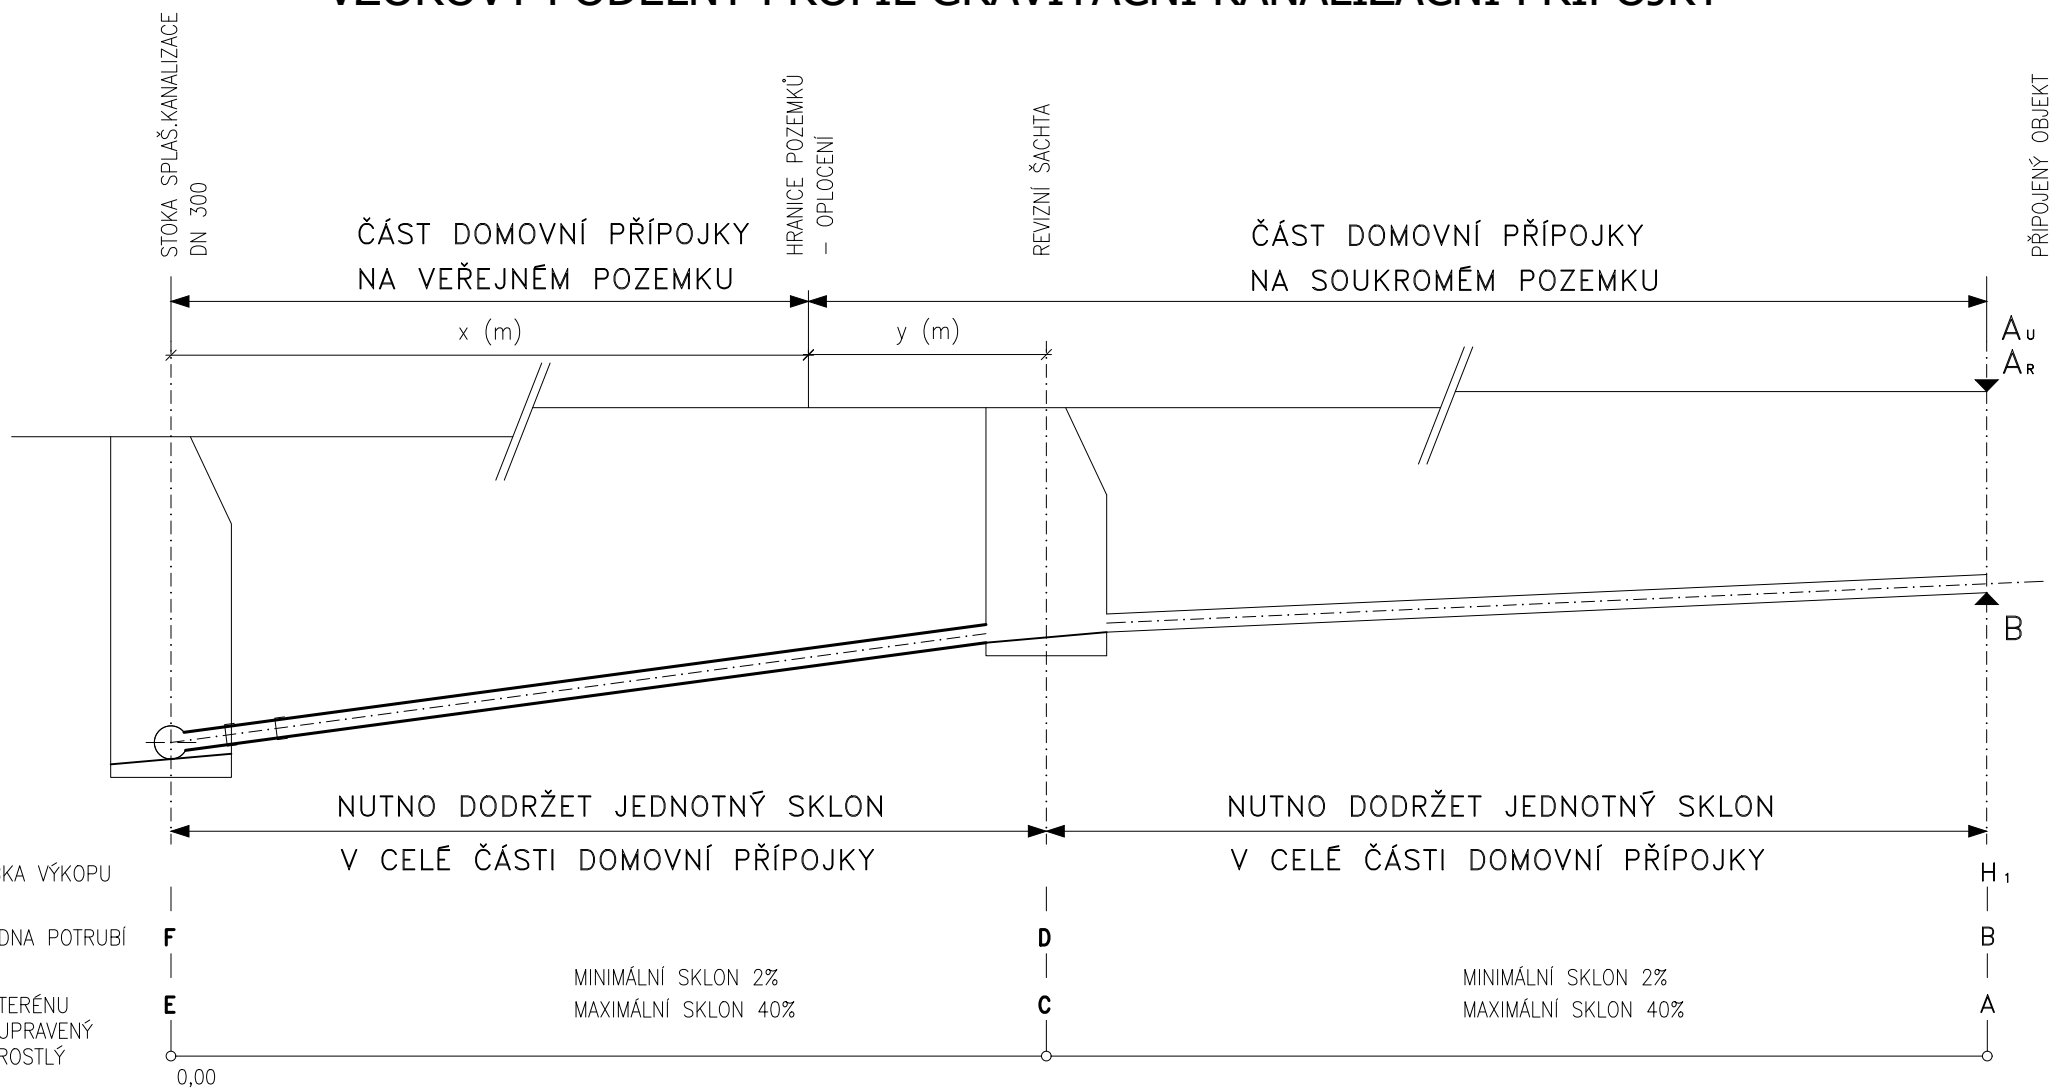 STOKA SPLAŠ.KANALIZACE
DN 300
HRANICE POZEMKŮ
- OPLOCENÍ
REVIZNÍ ŠACHTA
PŘIPOJENÝ OBJEKT
ČÁST DOMOVNÍ PŘÍPOJKY
NA VEŘEJNÉM POZEMKU
ČÁST DOMOVNÍ PŘÍPOJKY
NA SOUKROMÉM POZEMKU
x (m)
y (m)
AU
AR
B
NUTNO DODRŽET JEDNOTNÝ SKLON
V CELÉ ČÁSTI DOMOVNÍ PŘÍPOJKY
NUTNO DODRŽET JEDNOTNÝ SKLON
V CELÉ ČÁSTI DOMOVNÍ PŘÍPOJKY
VÝKOPU
H1
DNA POTRUBÍ
F
D
B
MINIMÁLNÍ SKLON 2%
MAXIMÁLNÍ SKLON 40%
MINIMÁLNÍ SKLON 2%
MAXIMÁLNÍ SKLON 40%
TERÉNU
UPRAVENÝ
ROSTLÝ
E
C
A
0,00